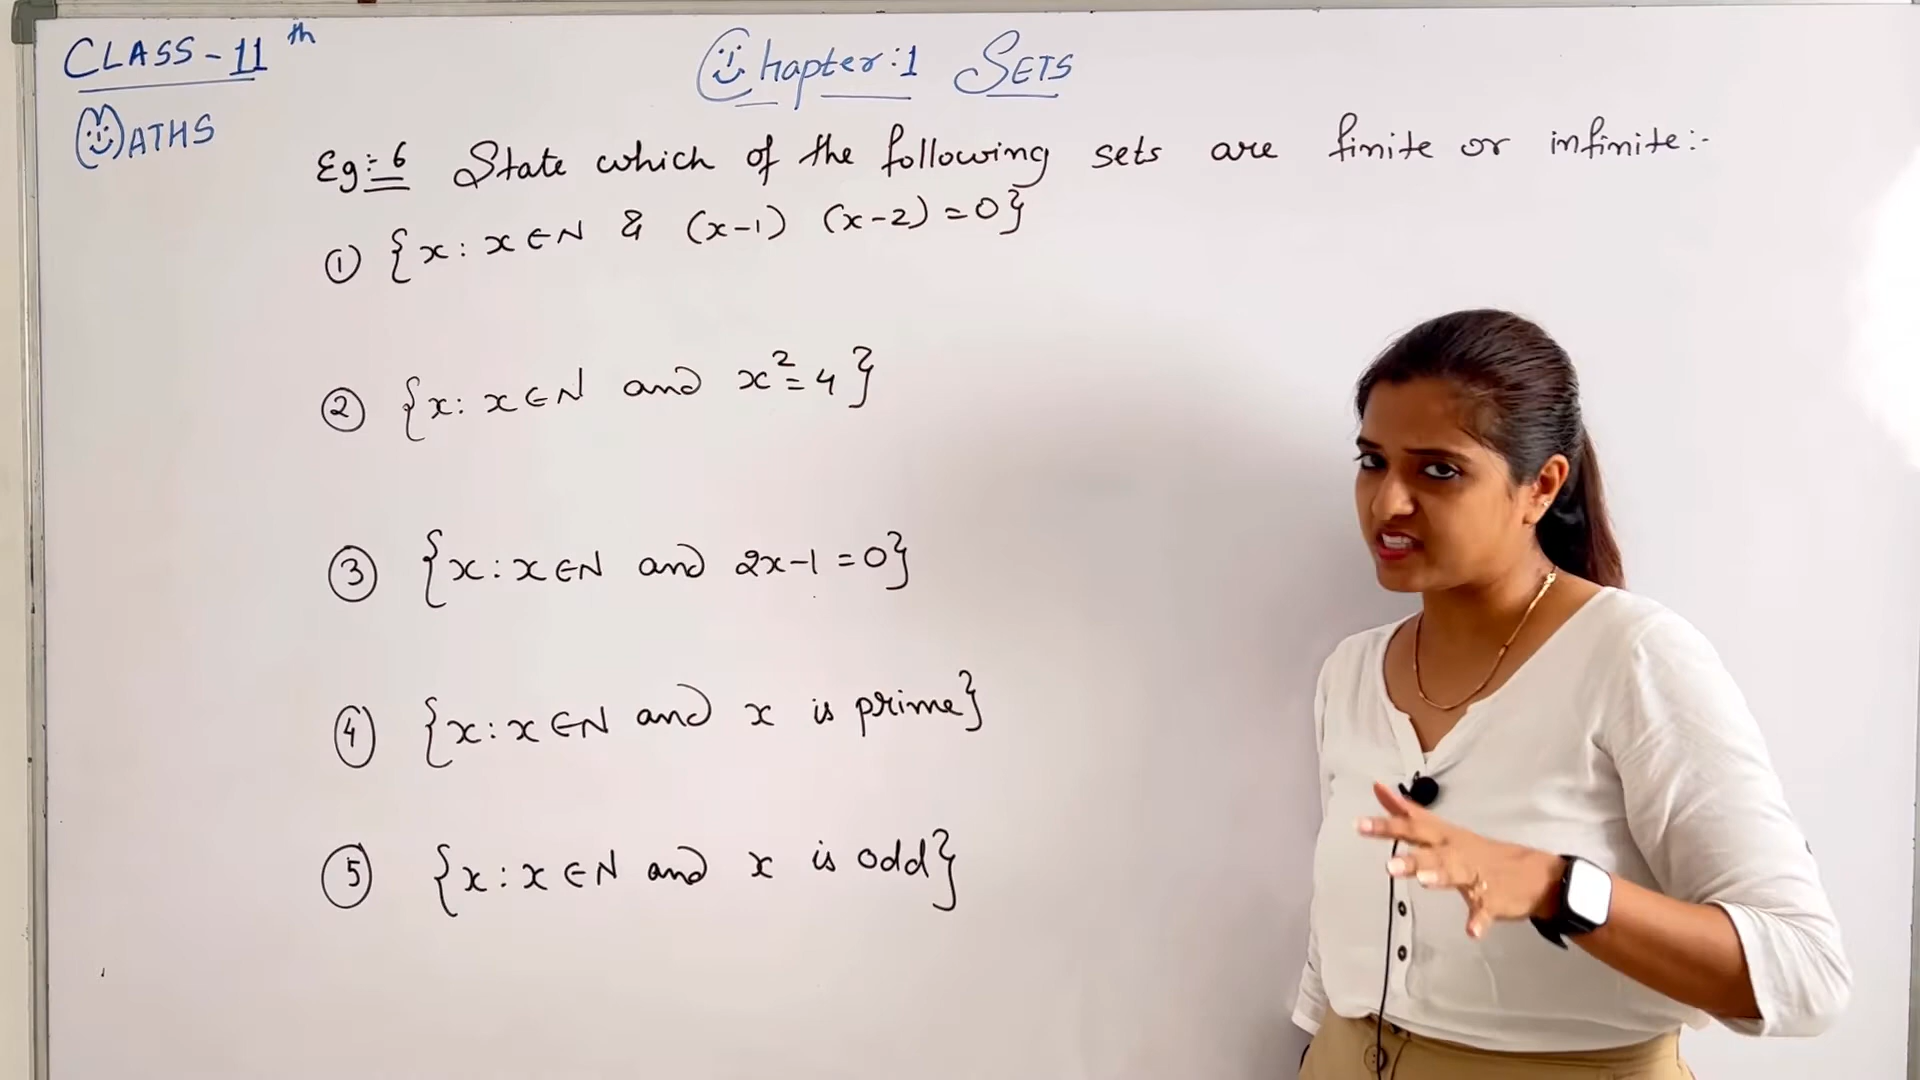 CLASS - 11th
Chapter:1 SETS
MATHS
Eg:- 6 State which of the following sets are finite or infinite:-
① {x: x∈N & (x-1) (x-2) = 0}
② {x: x∈N and x²=4}
③ {x: x∈N and 2x-1=0}
④ {x: x∈N and x is prime}
⑤ {x: x∈N and x is odd}